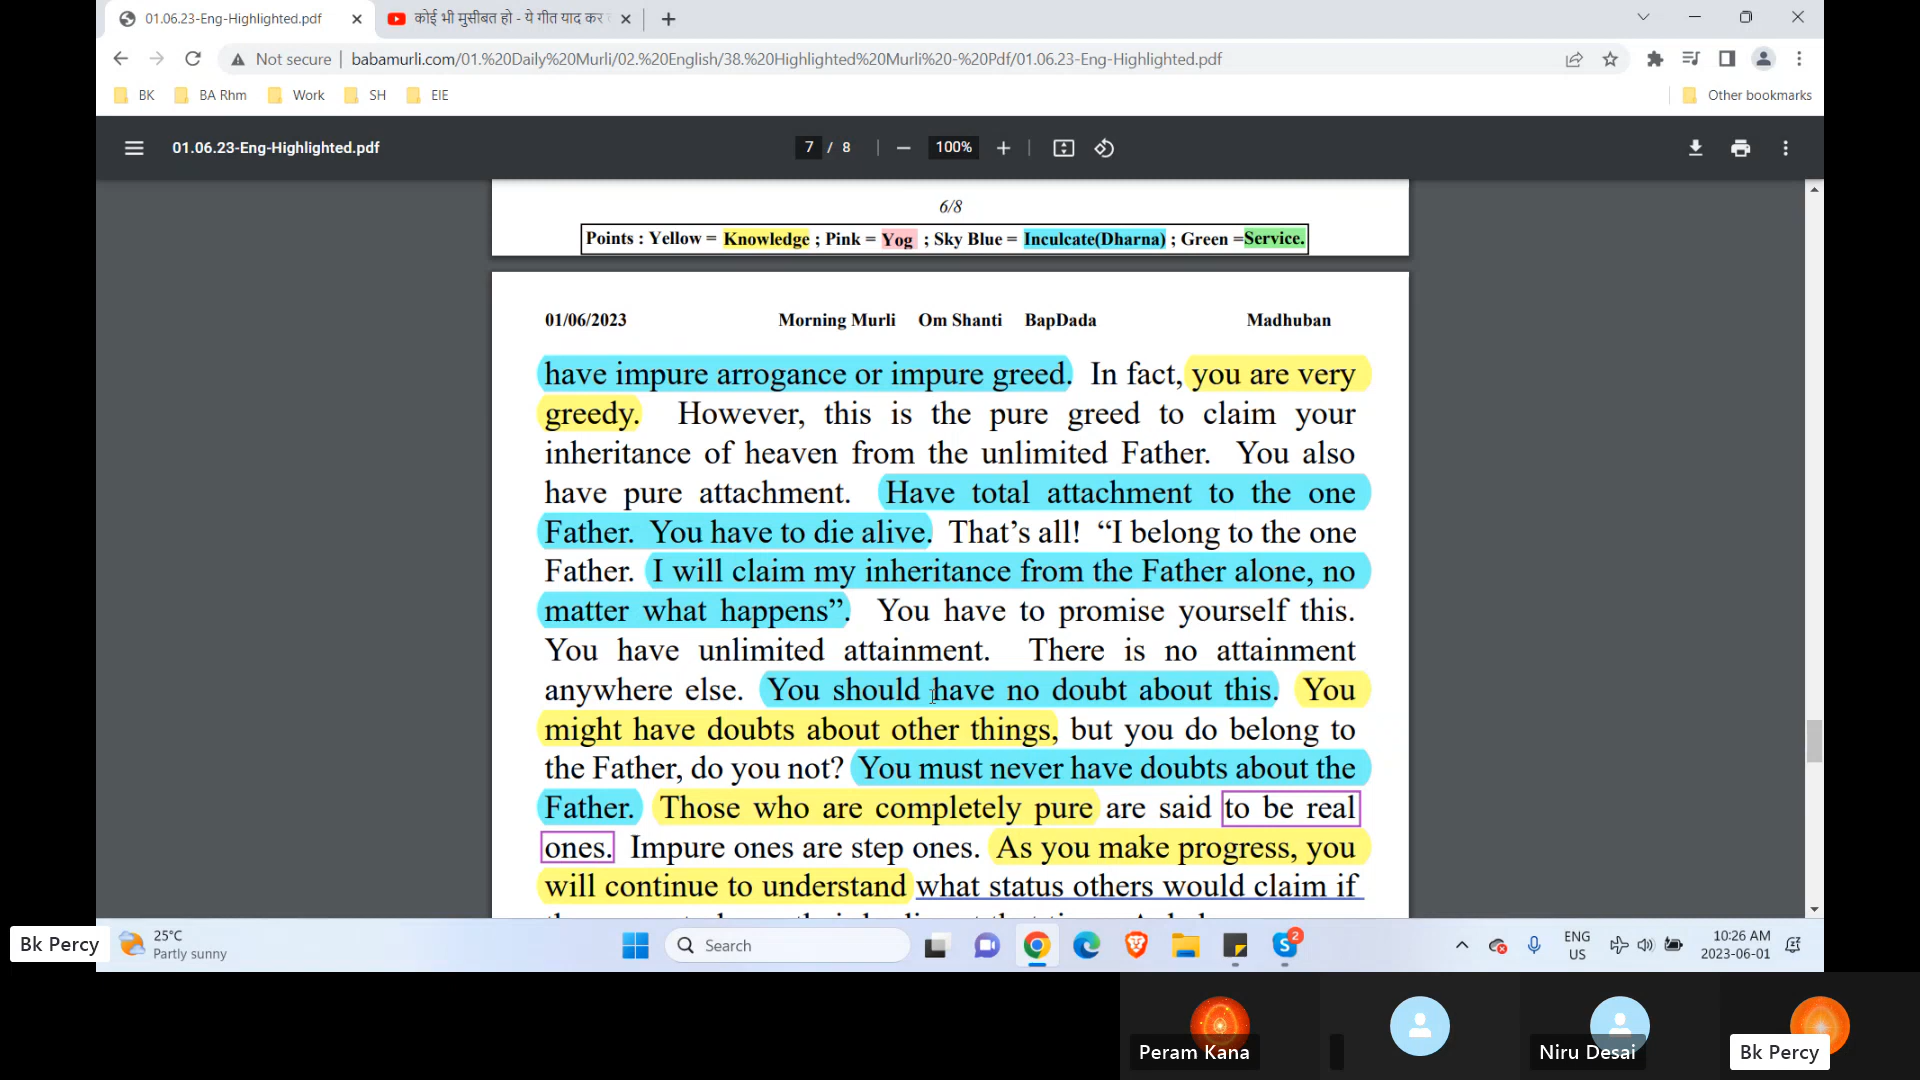 01.06.23-Eng-Highlighted.pdf
कोई भी मुसीबत हो - ये गीत याद कर
Not secure
babamurli.com/01.%20Daily%20Murli/02.%20English/38.%20Highlighted%20Murli%20-%20Pdf/01.06.23-Eng-Highlighted.pdf
BK BA Rhm Work SH EIE Other bookmarks
01.06.23-Eng-Highlighted.pdf 7 / 8 100%
6/8
Points : Yellow = Knowledge ; Pink = Yog ; Sky Blue = Inculcate(Dharna) ; Green =Service.
01/06/2023 Morning Murli Om Shanti BapDada Madhuban
have impure arrogance or impure greed. In fact, you are very
greedy. However, this is the pure greed to claim your
inheritance of heaven from the unlimited Father. You also
have pure attachment. Have total attachment to the one
Father. You have to die alive. That’s all! “I belong to the one
Father. I will claim my inheritance from the Father alone, no
matter what happens”. You have to promise yourself this.
You have unlimited attainment. There is no attainment
anywhere else. You should have no doubt about this. You
might have doubts about other things, but you do belong to
the Father, do you not? You must never have doubts about the
Father. Those who are completely pure are said to be real
ones. Impure ones are step ones. As you make progress, you
will continue to understand what status others would claim if
Bk Percy
25°C
Partly sunny
Search
2
ENG
US
10:26 AM
2023-06-01
Peram Kana
Niru Desai
Bk Percy